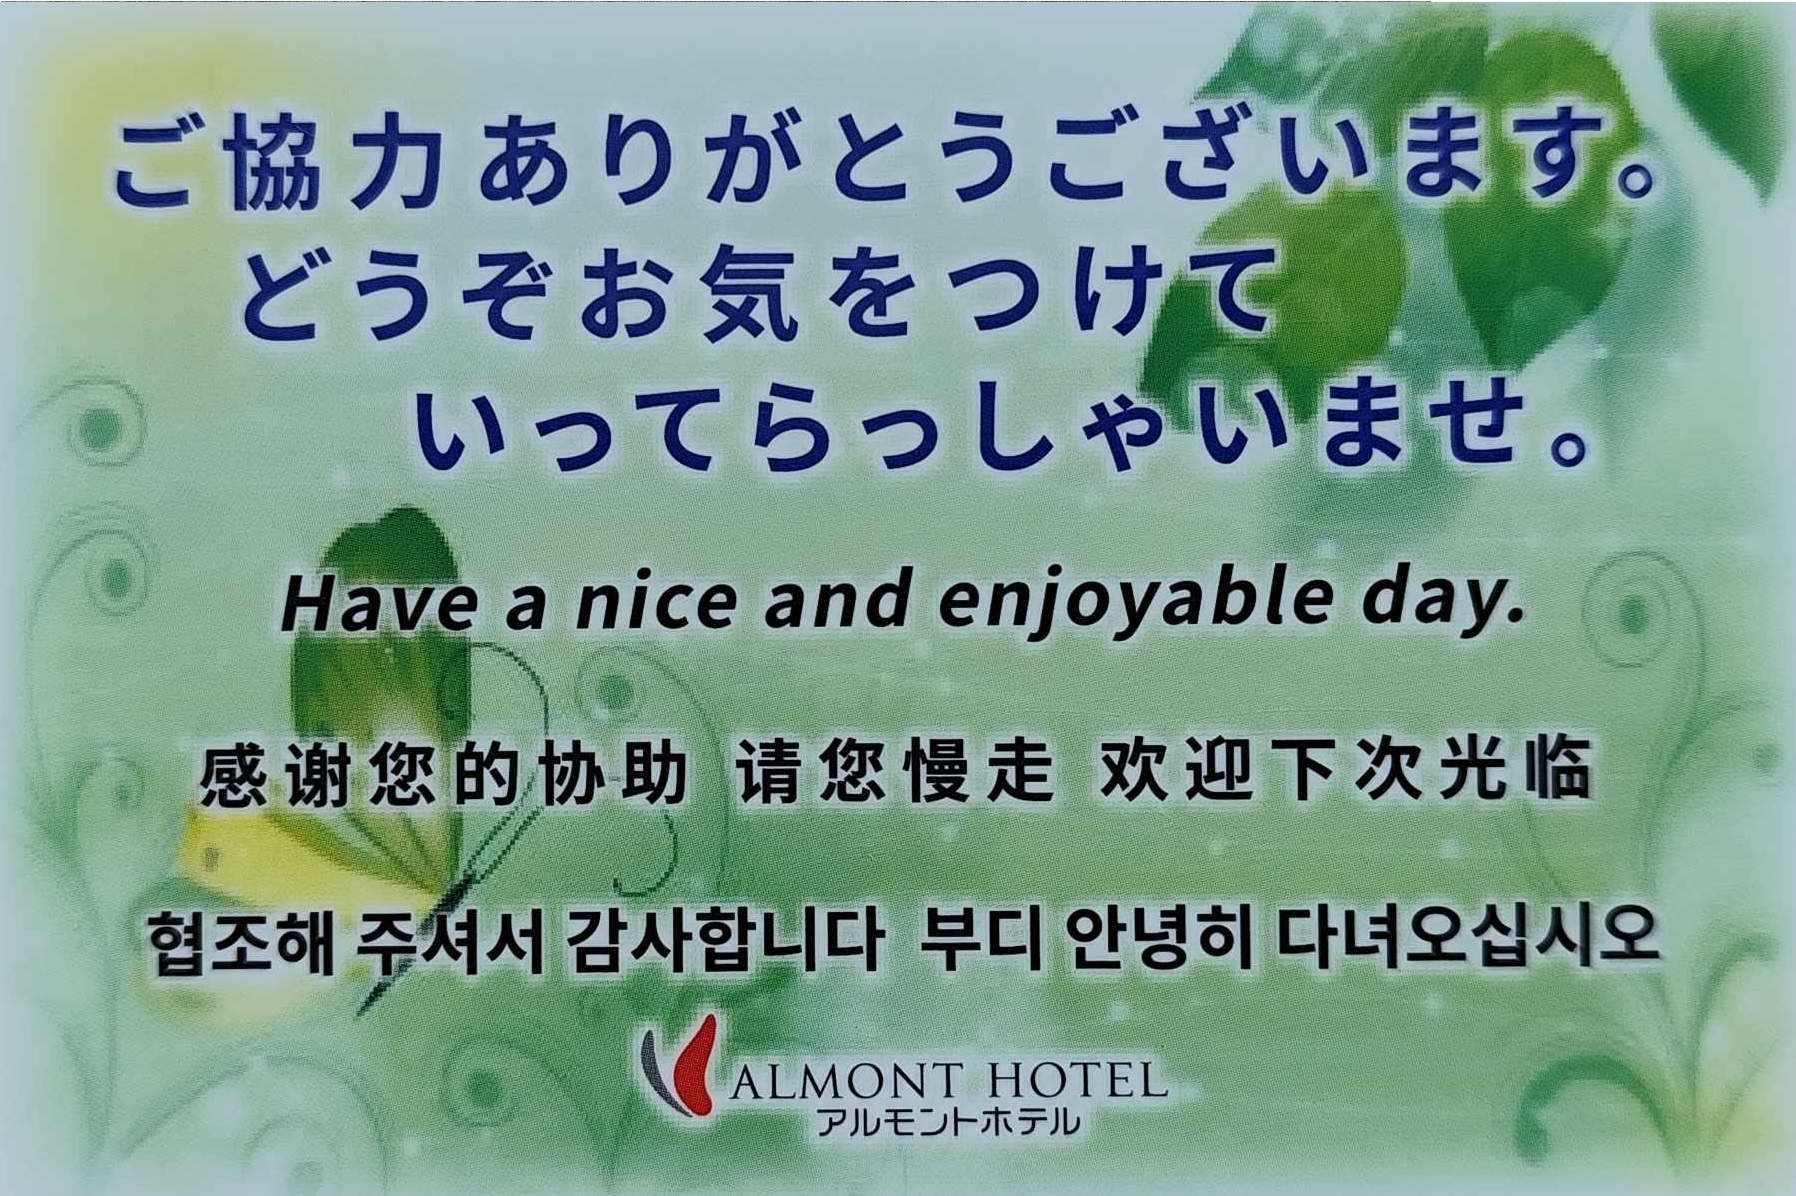 ご協力ありがとうございます。
どうぞお気をつけて
いってらっしゃいませ。
Have a nice and enjoyable day.
感谢您的协助 请您慢走 欢迎下次光临
협조해 주셔서 감사합니다 부디 안녕히 다녀오십시오
ALMONT HOTEL
アルモントホテル